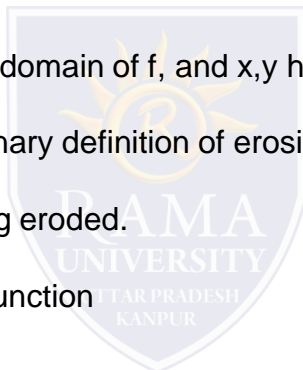 domain of f, and x,y h
nary definition of erosi
g eroded.
unction
RAMA
UNIVERSITY
UTTAR PRADESH
KANPUR